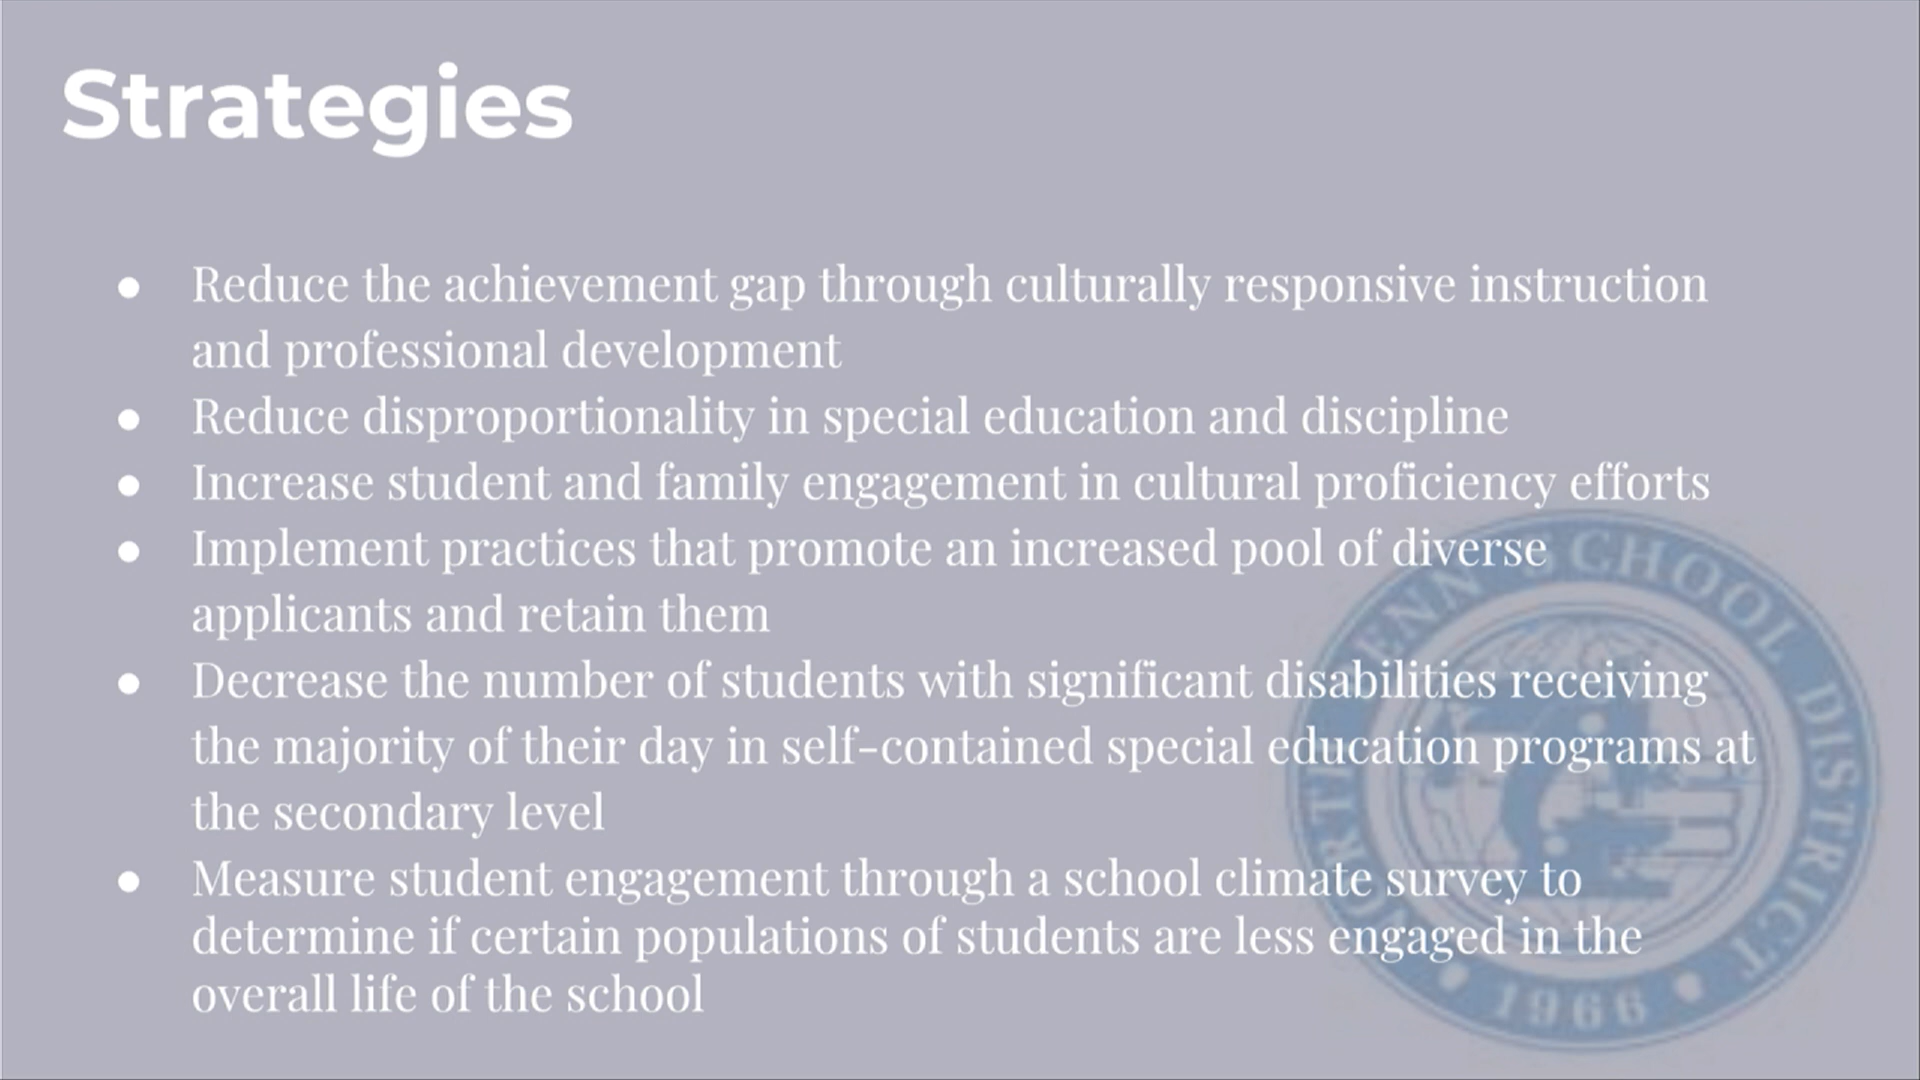 Strategies
● Reduce the achievement gap through culturally responsive instruction
and professional development
● Reduce disproportionality in special education and discipline
● Increase student and family engagement in cultural proficiency efforts
● Implement practices that promote an increased pool of diverse
applicants and retain them
● Decrease the number of students with significant disabilities receiving
the majority of their day in self-contained special education programs at
the secondary level
● Measure student engagement through a school climate survey to
determine if certain populations of students are less engaged in the
overall life of the school
NORTH PENN SCHOOL DISTRICT
• 1966 •